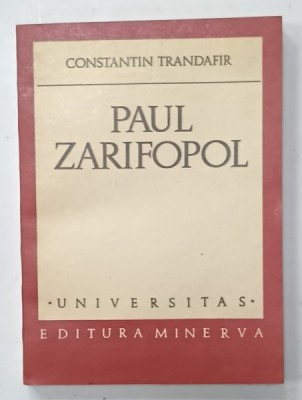 CONSTANTIN TRANDAFIR
PAUL
ZARIFOPOL
• UNIVERSITAS •
EDITURA MINERVA